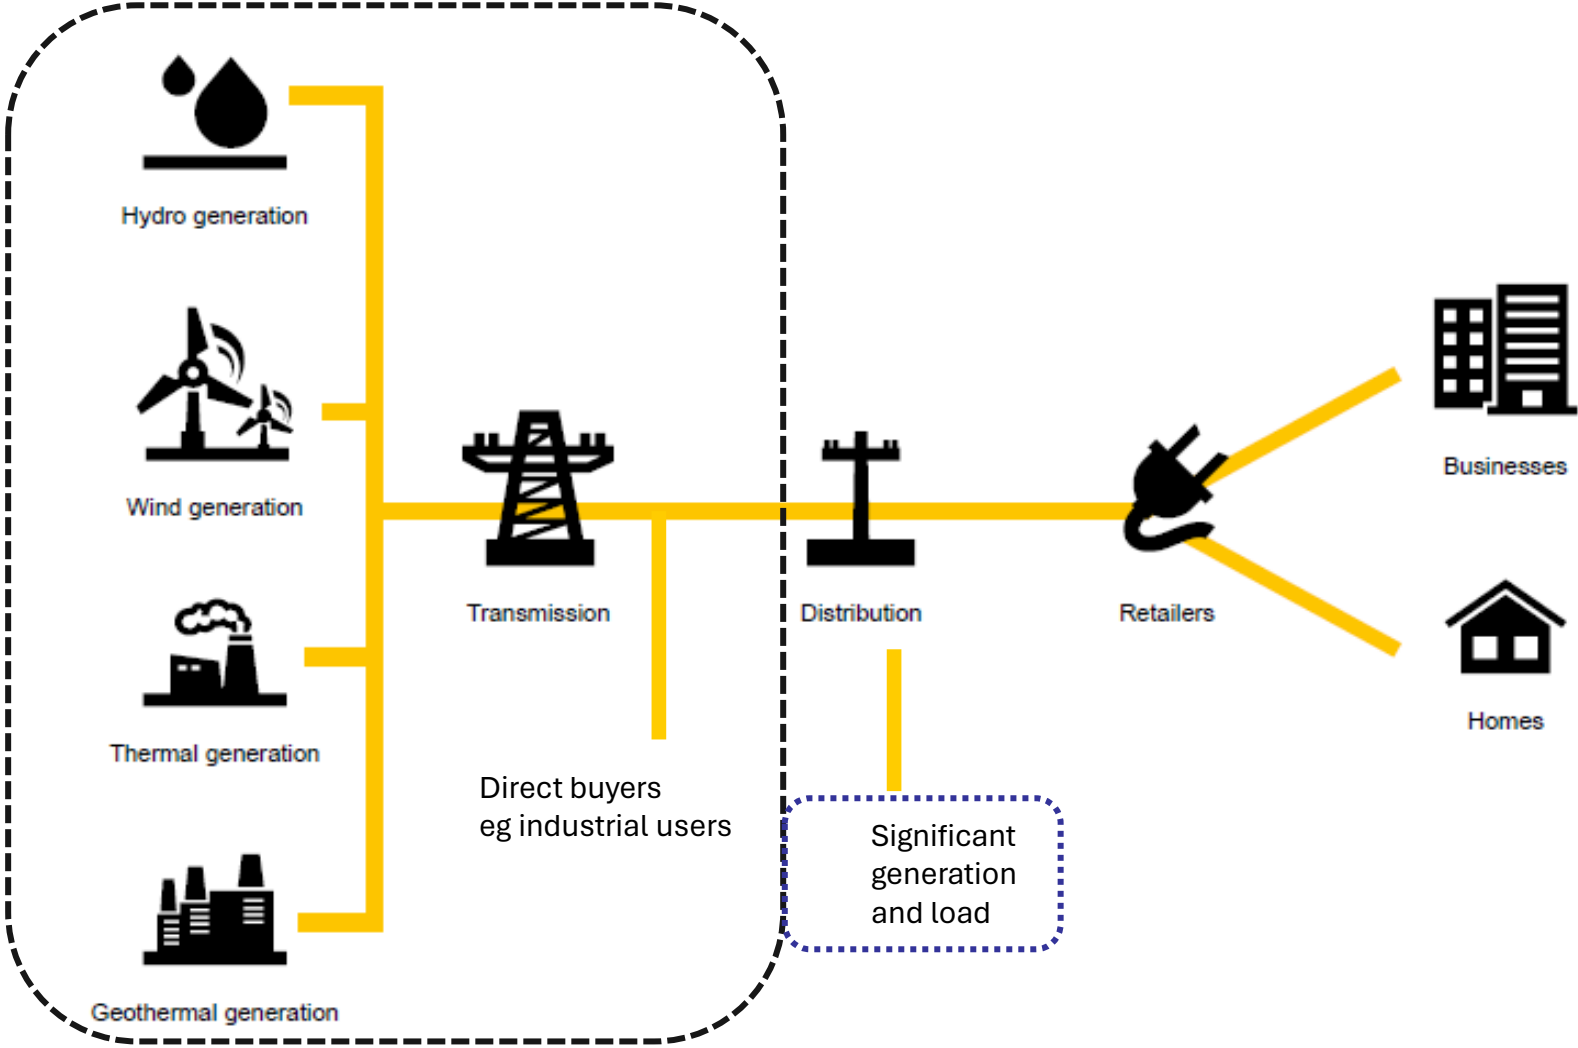 Hydro generation
Wind generation
Thermal generation
Geothermal generation
Transmission
Direct buyers
eg industrial users
Distribution
Significant
generation
and load
Retailers
Businesses
Homes